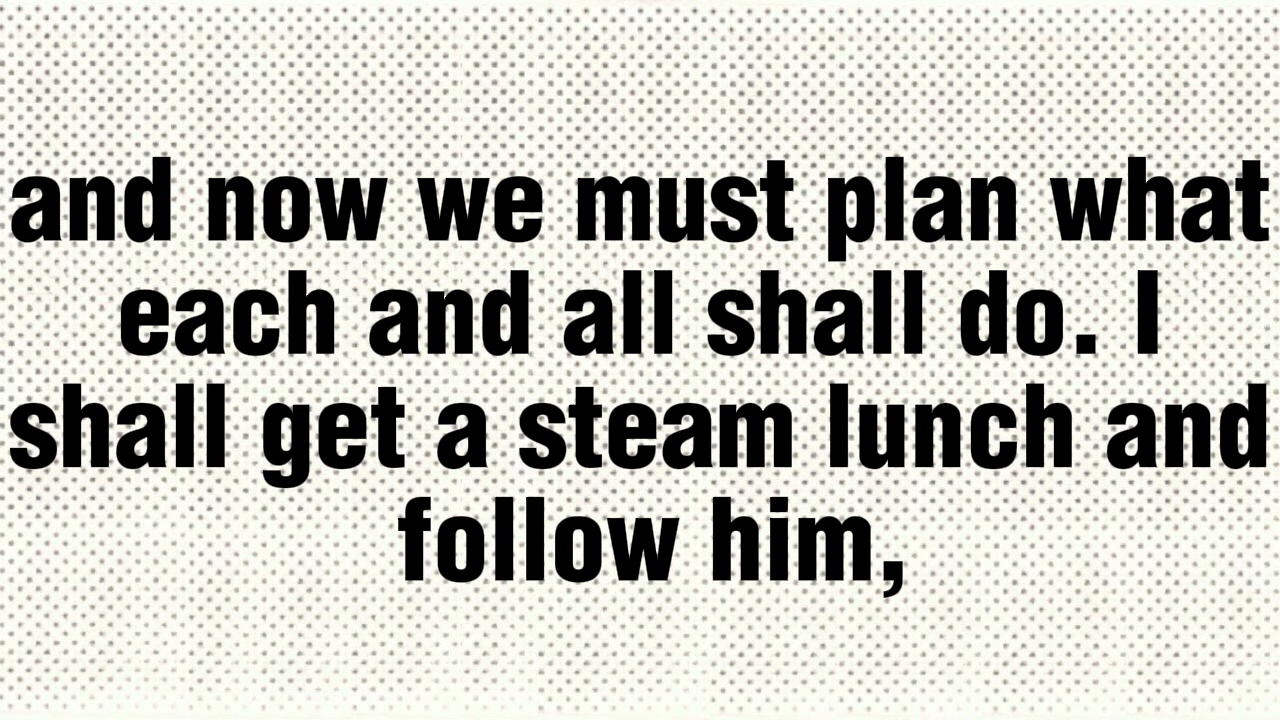 and now we must plan what
each and all shall do. I
shall get a steam lunch and
follow him,